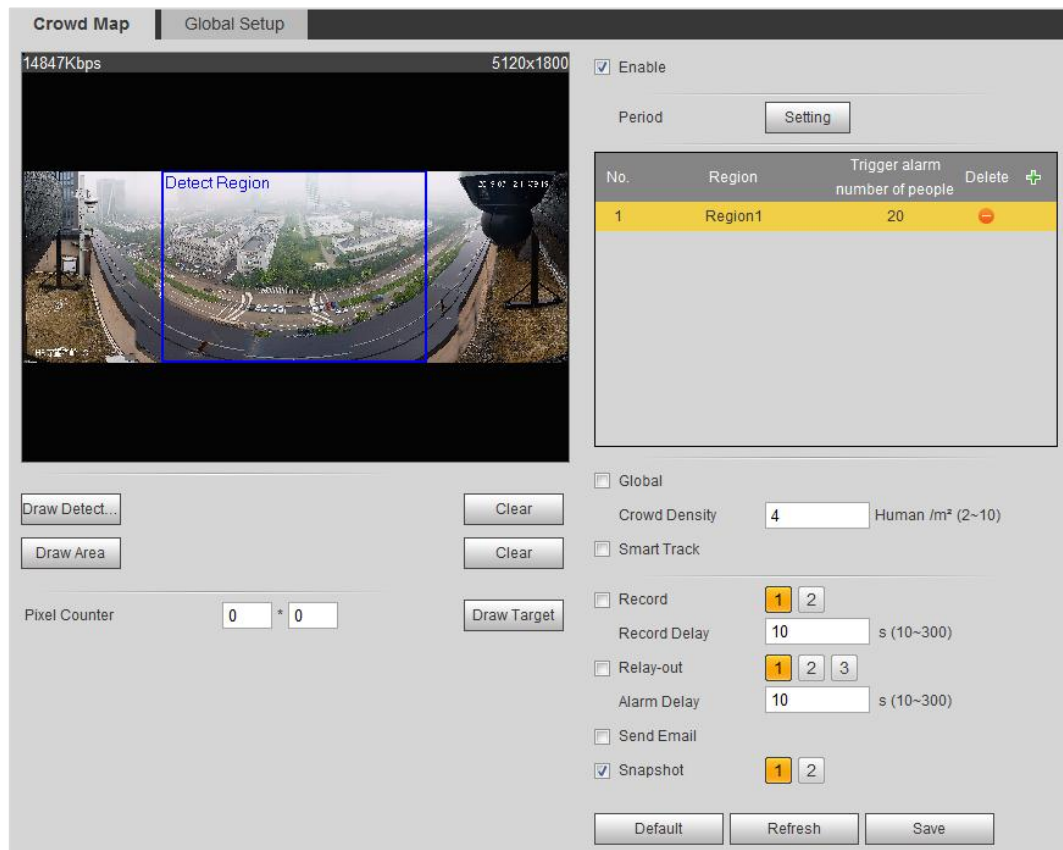 Crowd Map
Global Setup
14847Kbps
5120x1800
Detect Region
Draw Detect...
Clear
Draw Area
Clear
Pixel Counter
0 * 0
Draw Target
Enable
Period
Setting
No.
Region
Trigger alarm
number of people
Delete
1
Region1
20
Global
Crowd Density
4
Human /m² (2~10)
Smart Track
Record
1 2
Record Delay
10
s (10~300)
Relay-out
1 2 3
Alarm Delay
10
s (10~300)
Send Email
Snapshot
1 2
Default
Refresh
Save